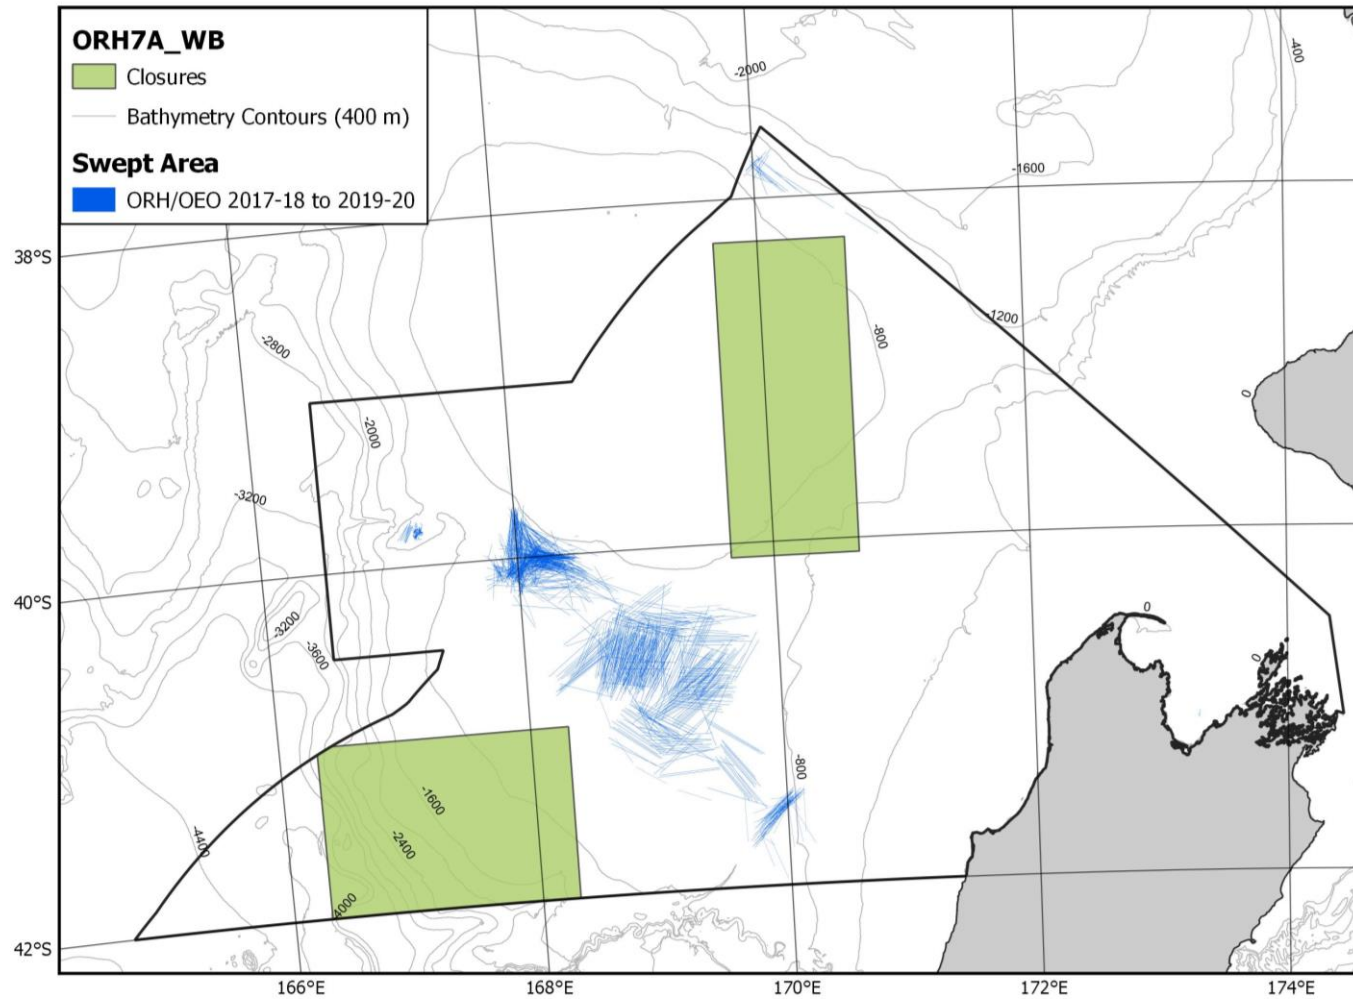 ORH7A_WB
Closures
Bathymetry Contours (400 m)
Swept Area
ORH/OEO 2017-18 to 2019-20
-2000
-400
-1600
38°S
-1200
-800
-2800
-2000
0
-3200
40°S
-3200
-3600
0
0
-800
-1600
-2400
-4400
-4000
42°S
166°E
168°E
170°E
172°E
174°E